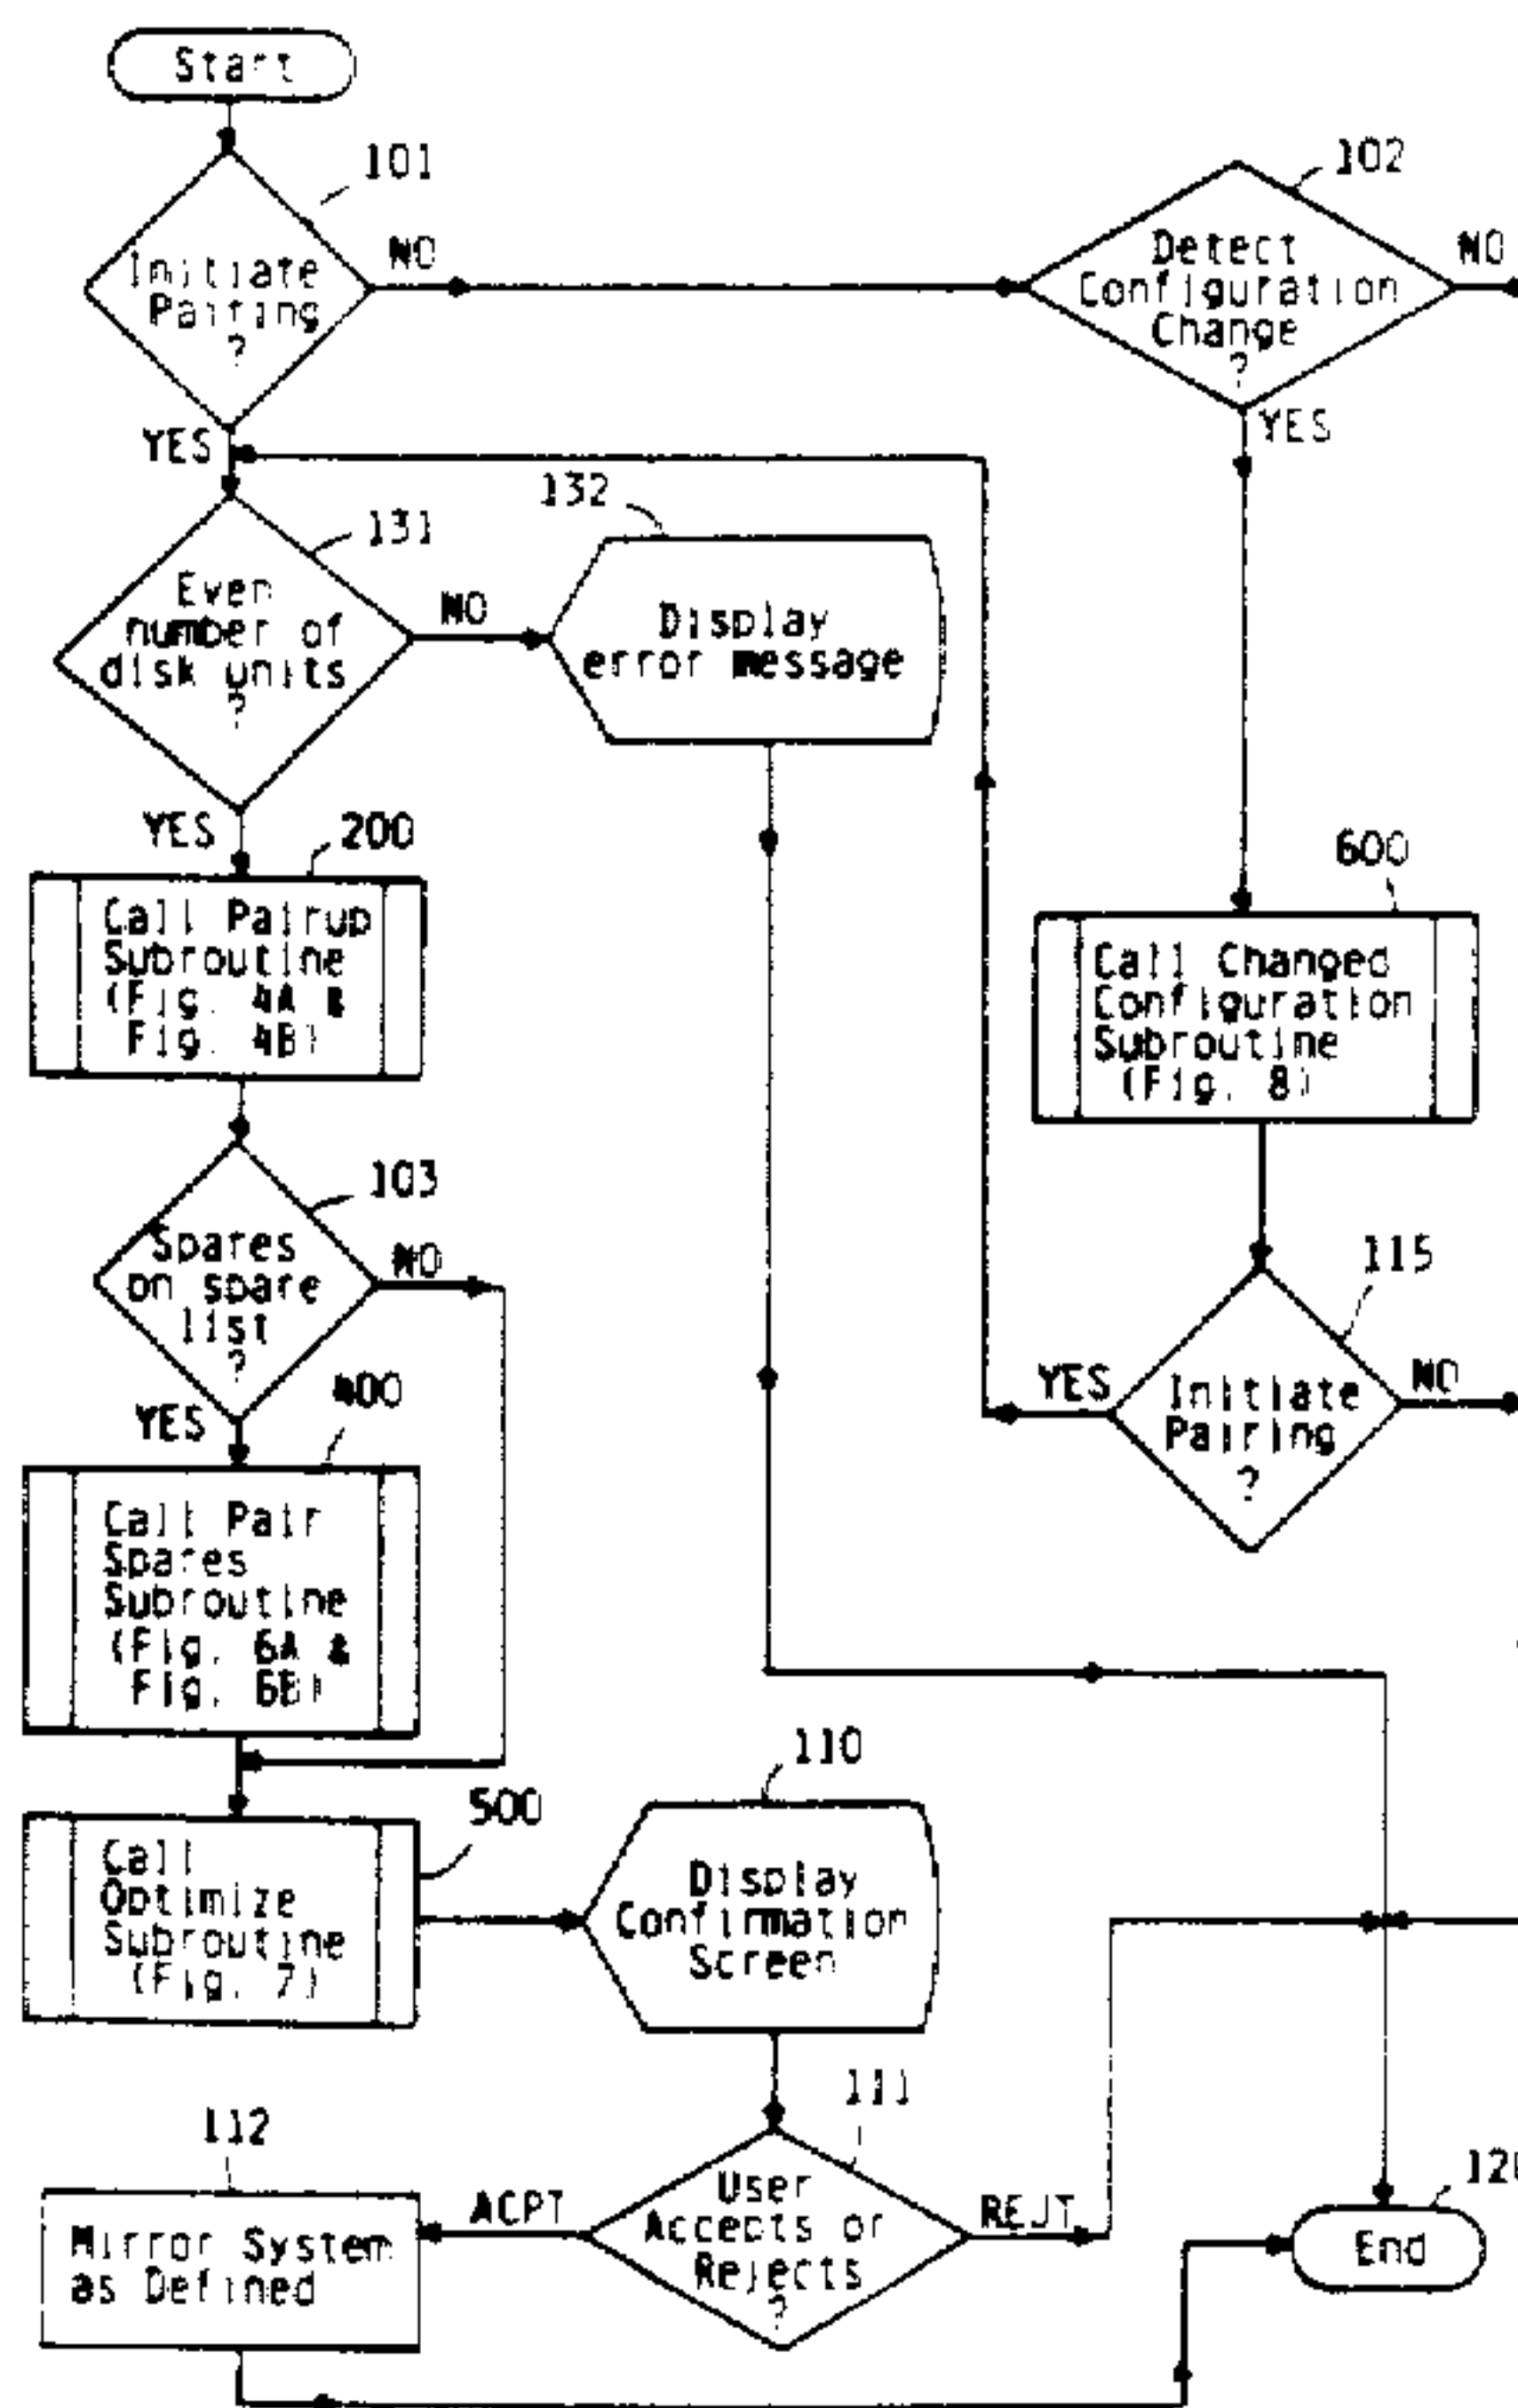 Start
101
Initiate
Pairing
?
NO
YES
102
Detect
Configuration
Change
?
NO
YES
131
Even
number of
disk units
?
NO
YES
132
Display
error message
200
Call Pairup
Subroutine
(Fig. 4A &
Fig. 4B)
600
Call Changed
Configuration
Subroutine
(Fig. 8)
103
Spares
on spare
list
?
NO
YES
115
Initiate
Pairing
?
YES
NO
400
Call Pair
Spares
Subroutine
(Fig. 6A &
Fig. 6B)
500
Call
Optimize
Subroutine
(Fig. 7)
110
Display
Confirmation
Screen
111
User
Accepts or
Rejects
?
ACPT
REJT
112
Mirror System
as Defined
End